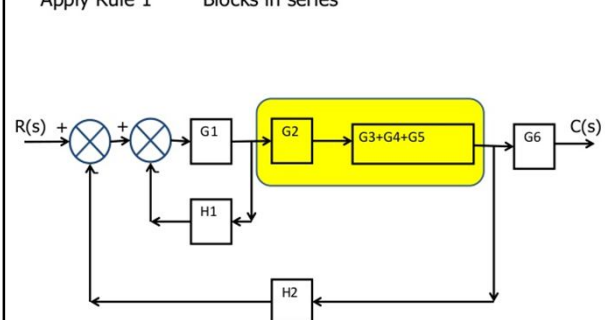 Apply Rule 1 Blocks in series
R(s) + + G1 G2 G3+G4+G5 G6 C(s)
H1
H2